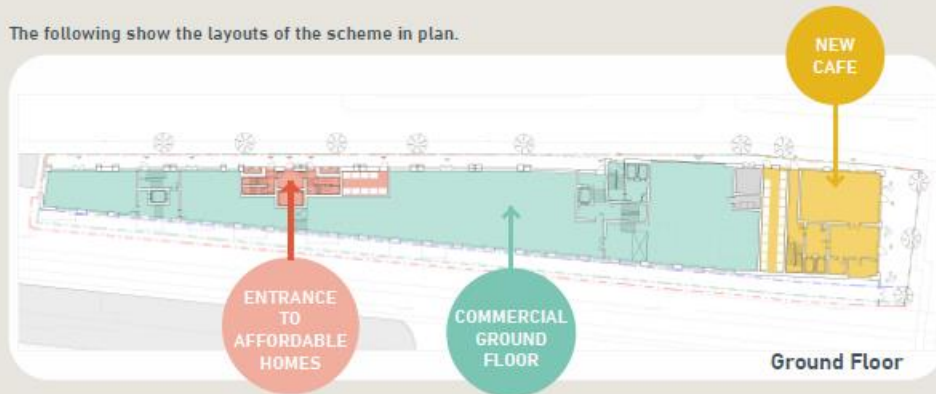 The following show the layouts of the scheme in plan.
NEW
CAFE
ENTRANCE
TO
AFFORDABLE
HOMES
COMMERCIAL
GROUND
FLOOR
Ground Floor